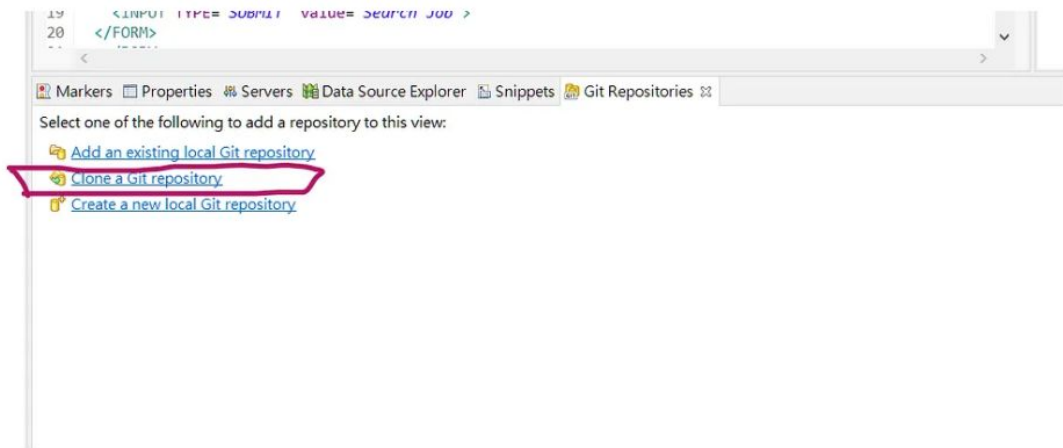 19 <INPUT TYPE="SUBMIT" value="Search Job">
20 </FORM>
Markers Properties Servers Data Source Explorer Snippets Git Repositories
Select one of the following to add a repository to this view:
Add an existing local Git repository
Clone a Git repository
Create a new local Git repository